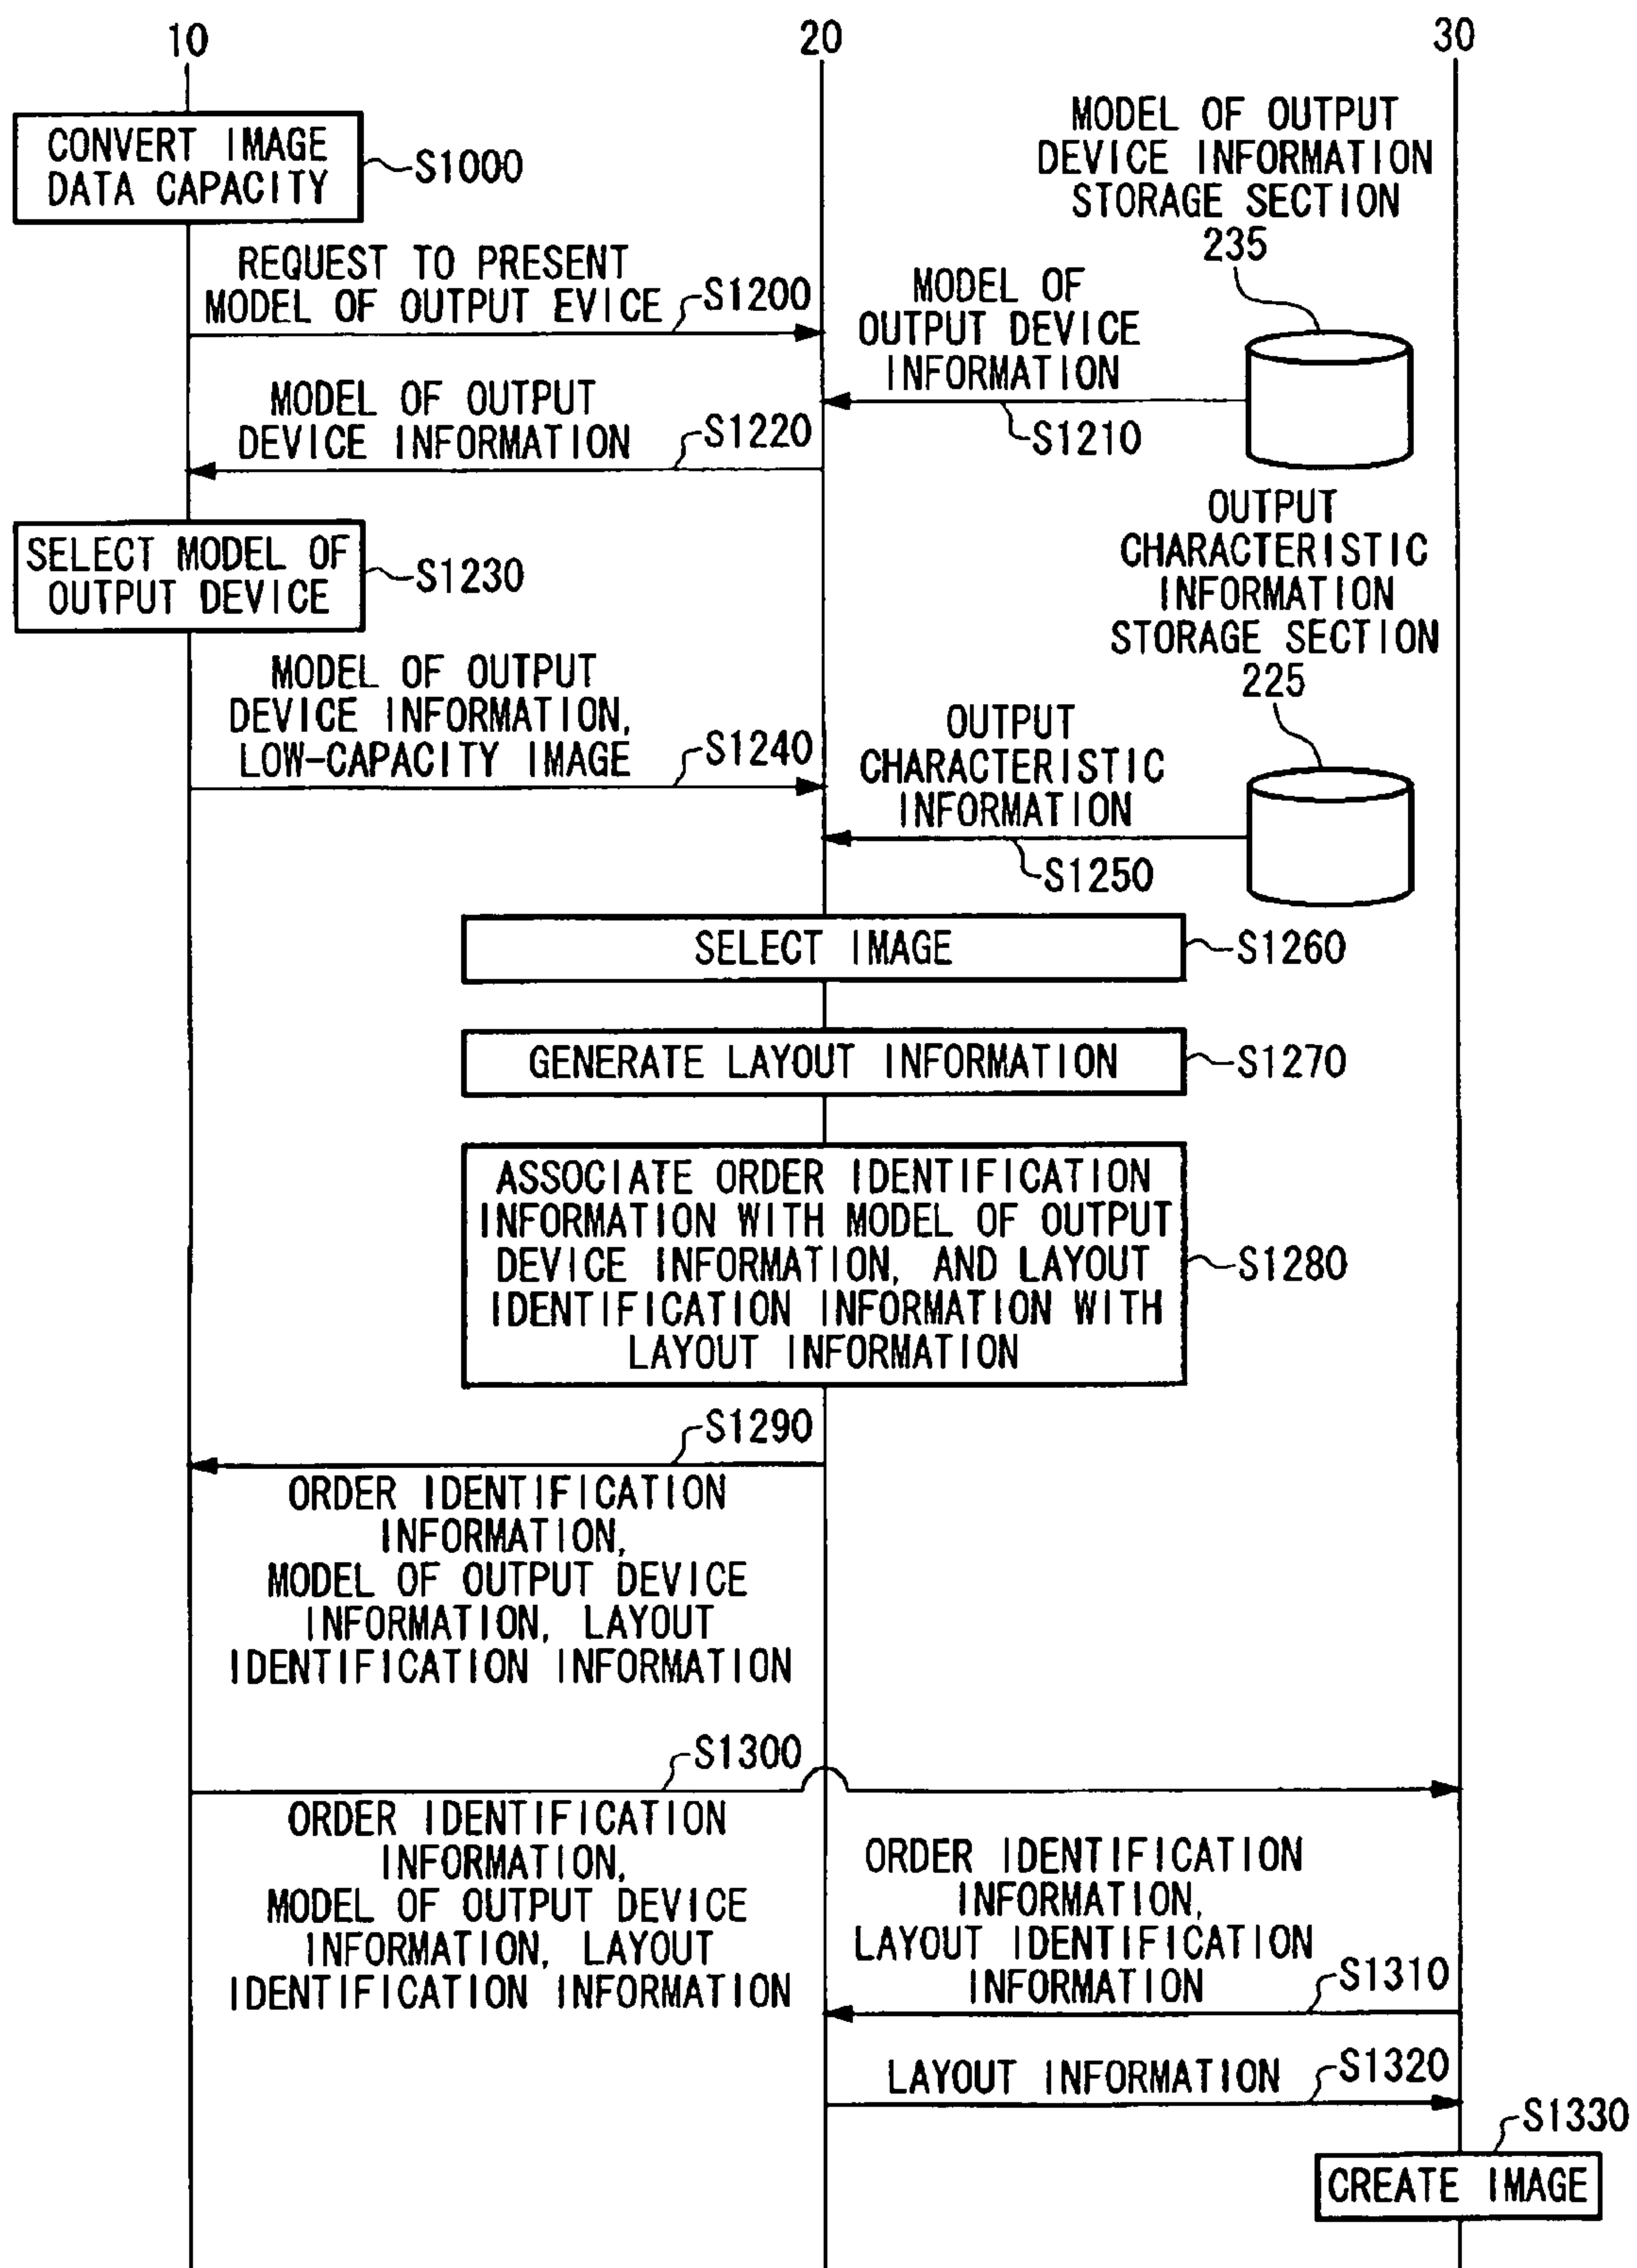 10
20
30
CONVERT IMAGE
DATA CAPACITY
S1000
MODEL OF OUTPUT
DEVICE INFORMATION
STORAGE SECTION
235
REQUEST TO PRESENT
MODEL OF OUTPUT EVICE
S1200
MODEL OF
OUTPUT DEVICE
INFORMATION
S1210
MODEL OF OUTPUT
DEVICE INFORMATION
S1220
SELECT MODEL OF
OUTPUT DEVICE
S1230
OUTPUT
CHARACTERISTIC
INFORMATION
STORAGE SECTION
225
MODEL OF OUTPUT
DEVICE INFORMATION,
LOW-CAPACITY IMAGE
S1240
OUTPUT
CHARACTERISTIC
INFORMATION
S1250
SELECT IMAGE
S1260
GENERATE LAYOUT INFORMATION
S1270
ASSOCIATE ORDER IDENTIFICATION
INFORMATION WITH MODEL OF OUTPUT
DEVICE INFORMATION, AND LAYOUT
IDENTIFICATION INFORMATION WITH
LAYOUT INFORMATION
S1280
S1290
ORDER IDENTIFICATION
INFORMATION,
MODEL OF OUTPUT DEVICE
INFORMATION, LAYOUT
IDENTIFICATION INFORMATION
S1300
ORDER IDENTIFICATION
INFORMATION,
MODEL OF OUTPUT DEVICE
INFORMATION, LAYOUT
IDENTIFICATION INFORMATION
ORDER IDENTIFICATION
INFORMATION,
LAYOUT IDENTIFICATION
INFORMATION
S1310
LAYOUT INFORMATION
S1320
S1330
CREATE IMAGE